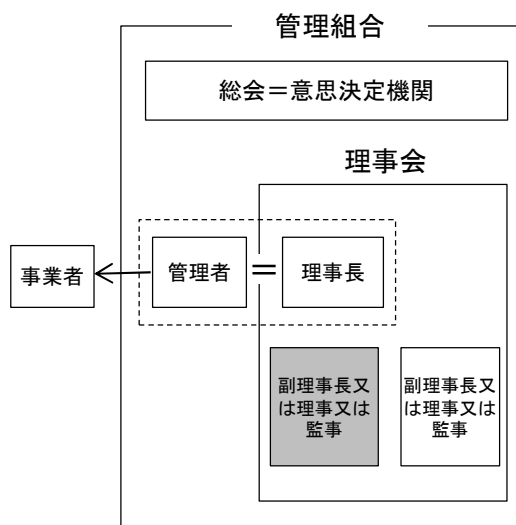 管理組合
総会＝意思決定機関
理事会
事業者
管理者
＝
理事長
副理事長又
は理事又は
監事
副理事長又
は理事又は
監事